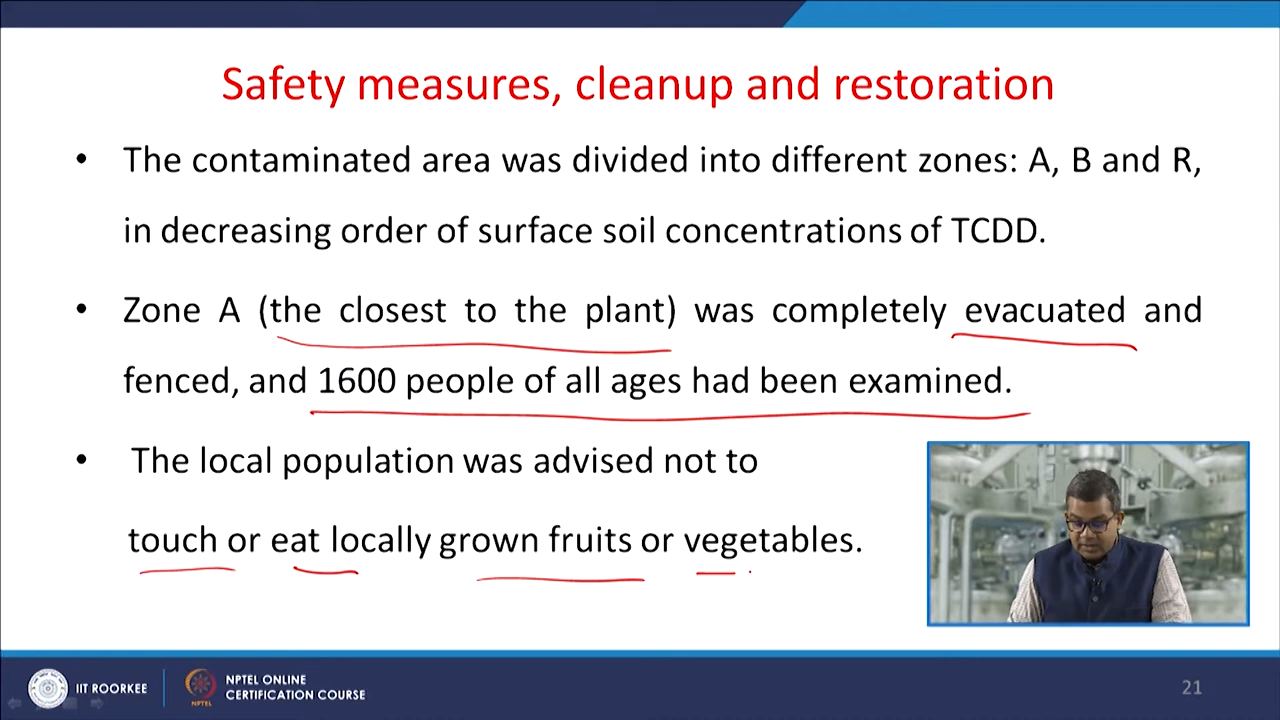 Safety measures, cleanup and restoration
• The contaminated area was divided into different zones: A, B and R,
in decreasing order of surface soil concentrations of TCDD.
• Zone A (the closest to the plant) was completely evacuated and
fenced, and 1600 people of all ages had been examined.
• The local population was advised not to
touch or eat locally grown fruits or vegetables.
IIT ROORKEE
NPTEL
NPTEL ONLINE
CERTIFICATION COURSE
21